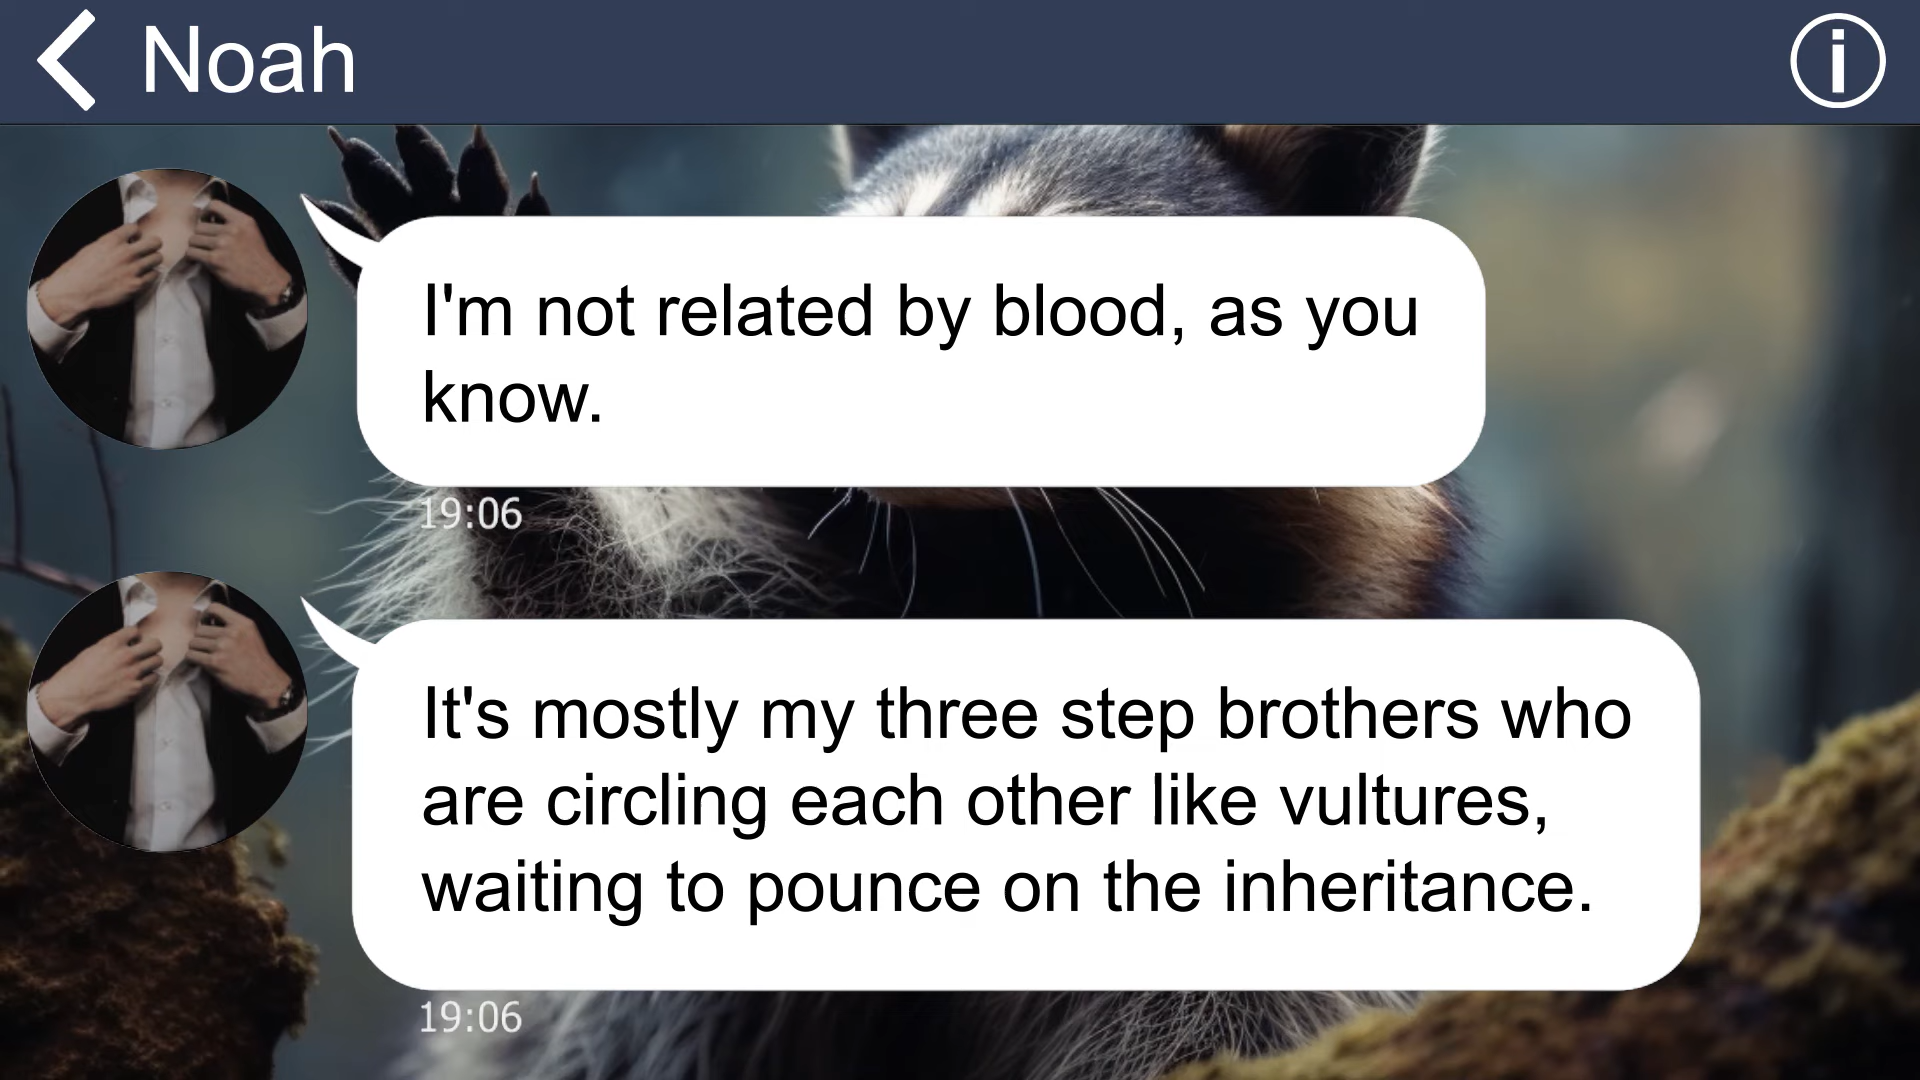 Noah
I'm not related by blood, as you
know.
19:06
It's mostly my three step brothers who
are circling each other like vultures,
waiting to pounce on the inheritance.
19:06